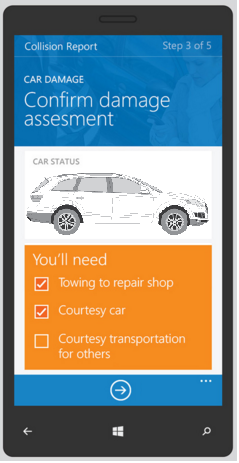 Collision Report
Step 3 of 5
CAR DAMAGE
Confirm damage
assesment
CAR STATUS
You'll need
Towing to repair shop
Courtesy car
Courtesy transportation
for others